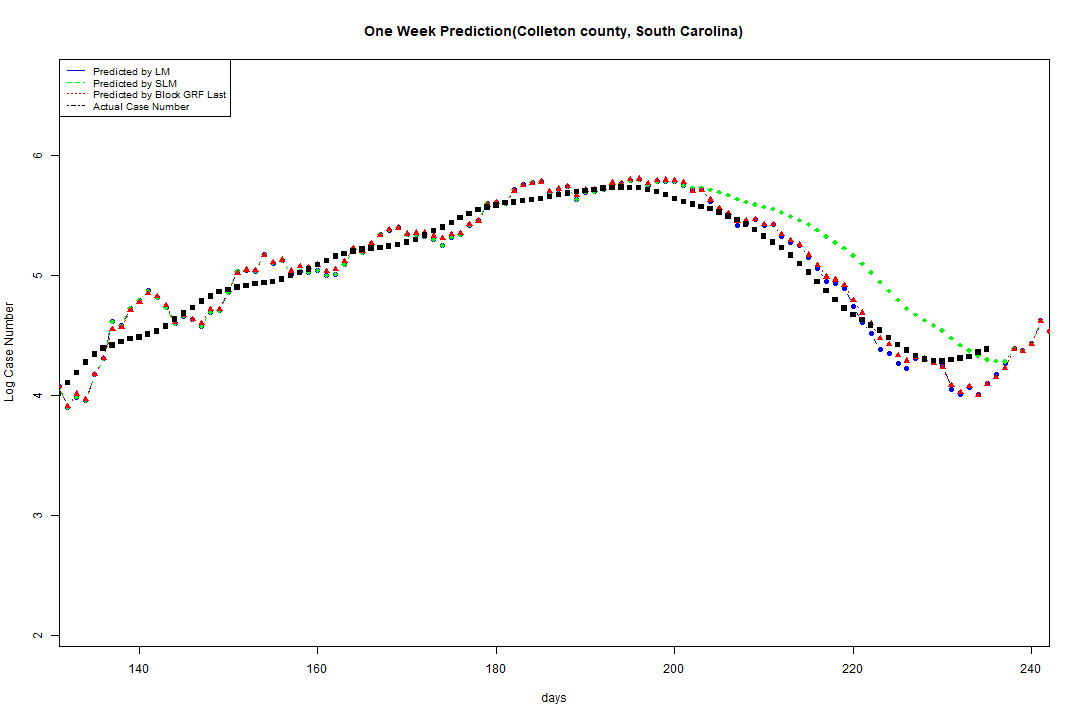 One Week Prediction(Colleton county, South Carolina)
Predicted by LM
Predicted by SLM
Predicted by Block GRF Last
Actual Case Number
6
5
4
3
2
Log Case Number
140 160 180 200 220 240
days